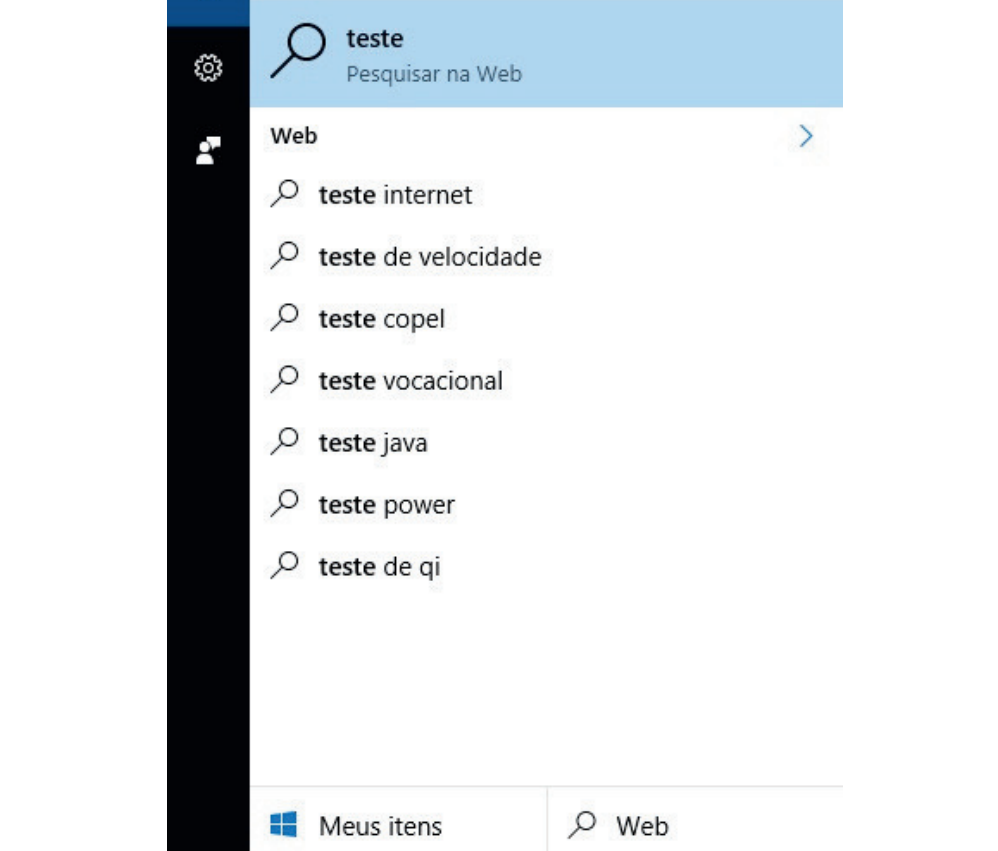 teste
Pesquisar na Web
Web
teste internet
teste de velocidade
teste copel
teste vocacional
teste java
teste power
teste de qi
Meus itens
Web